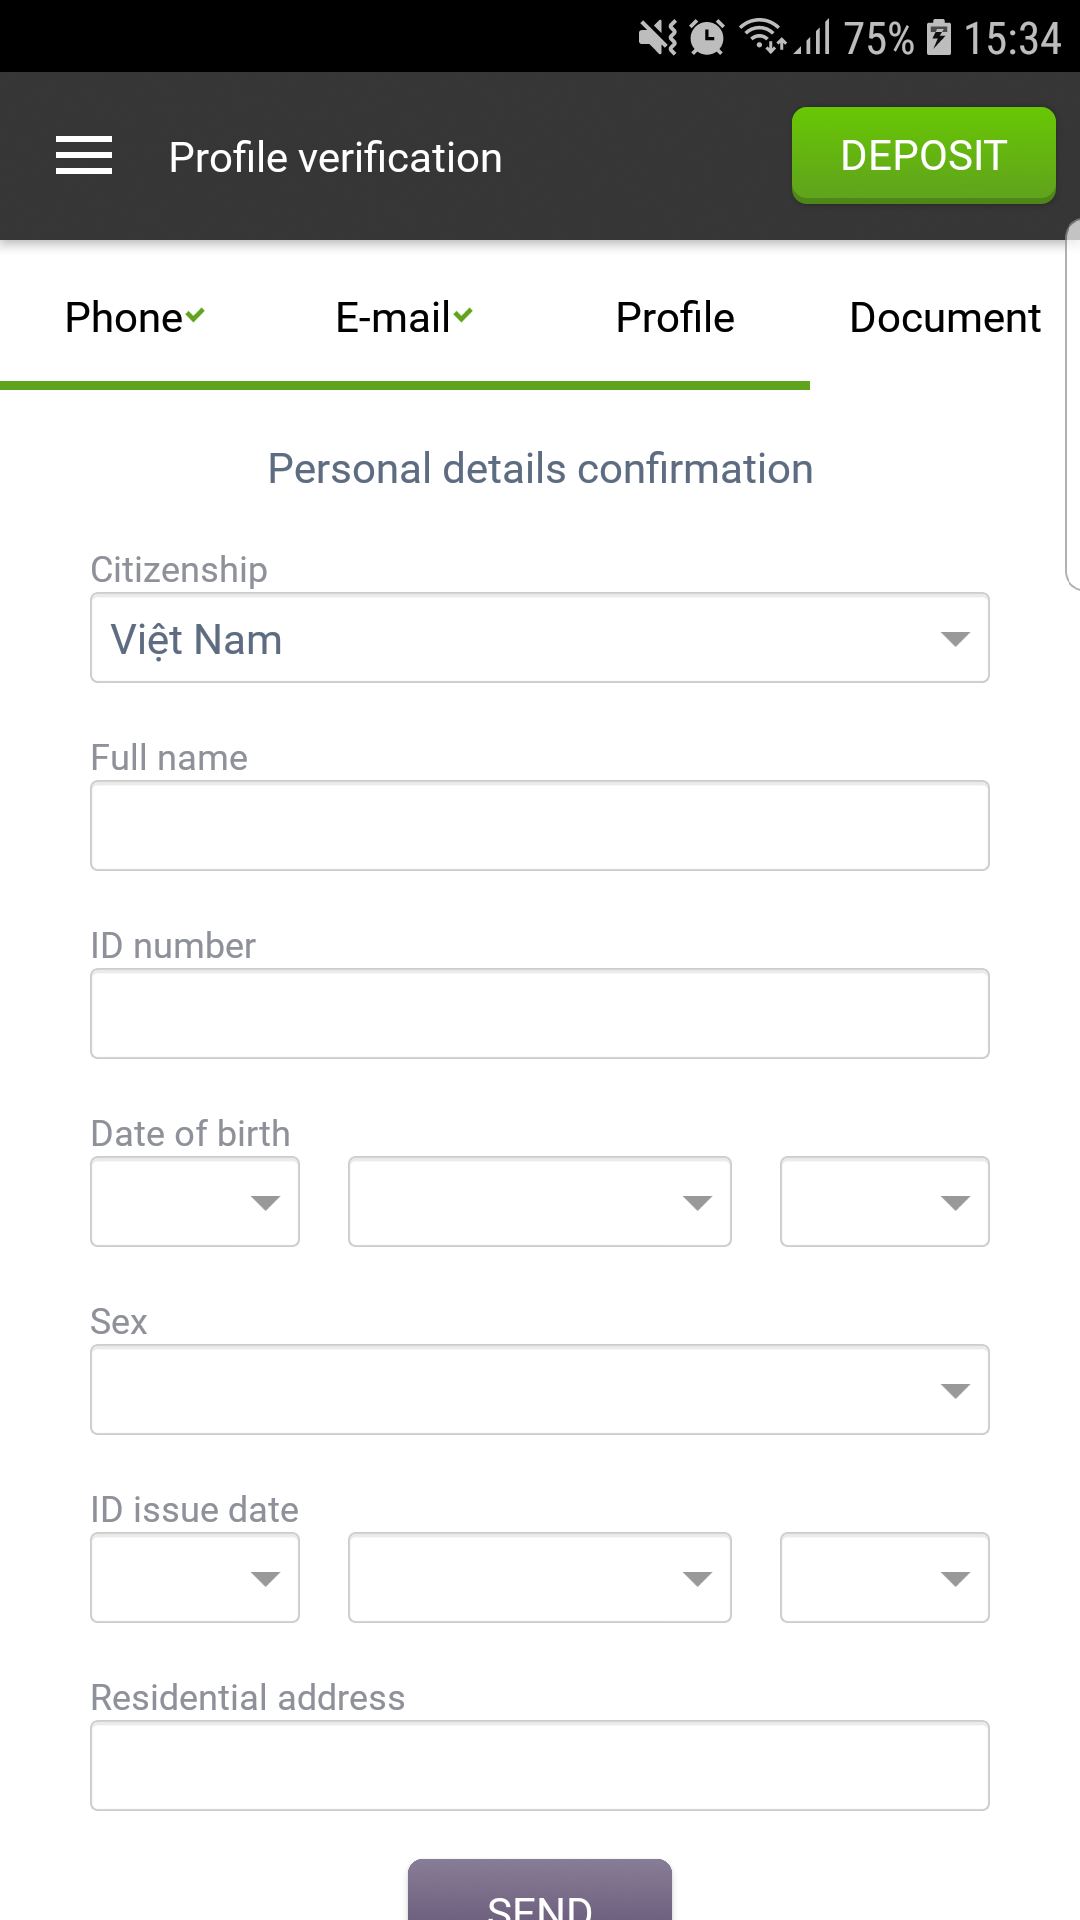 75% 15:34
Profile verification DEPOSIT
Phone E-mail Profile Document
Personal details confirmation
Citizenship
Việt Nam
Full name
ID number
Date of birth
Sex
ID issue date
Residential address
SEND